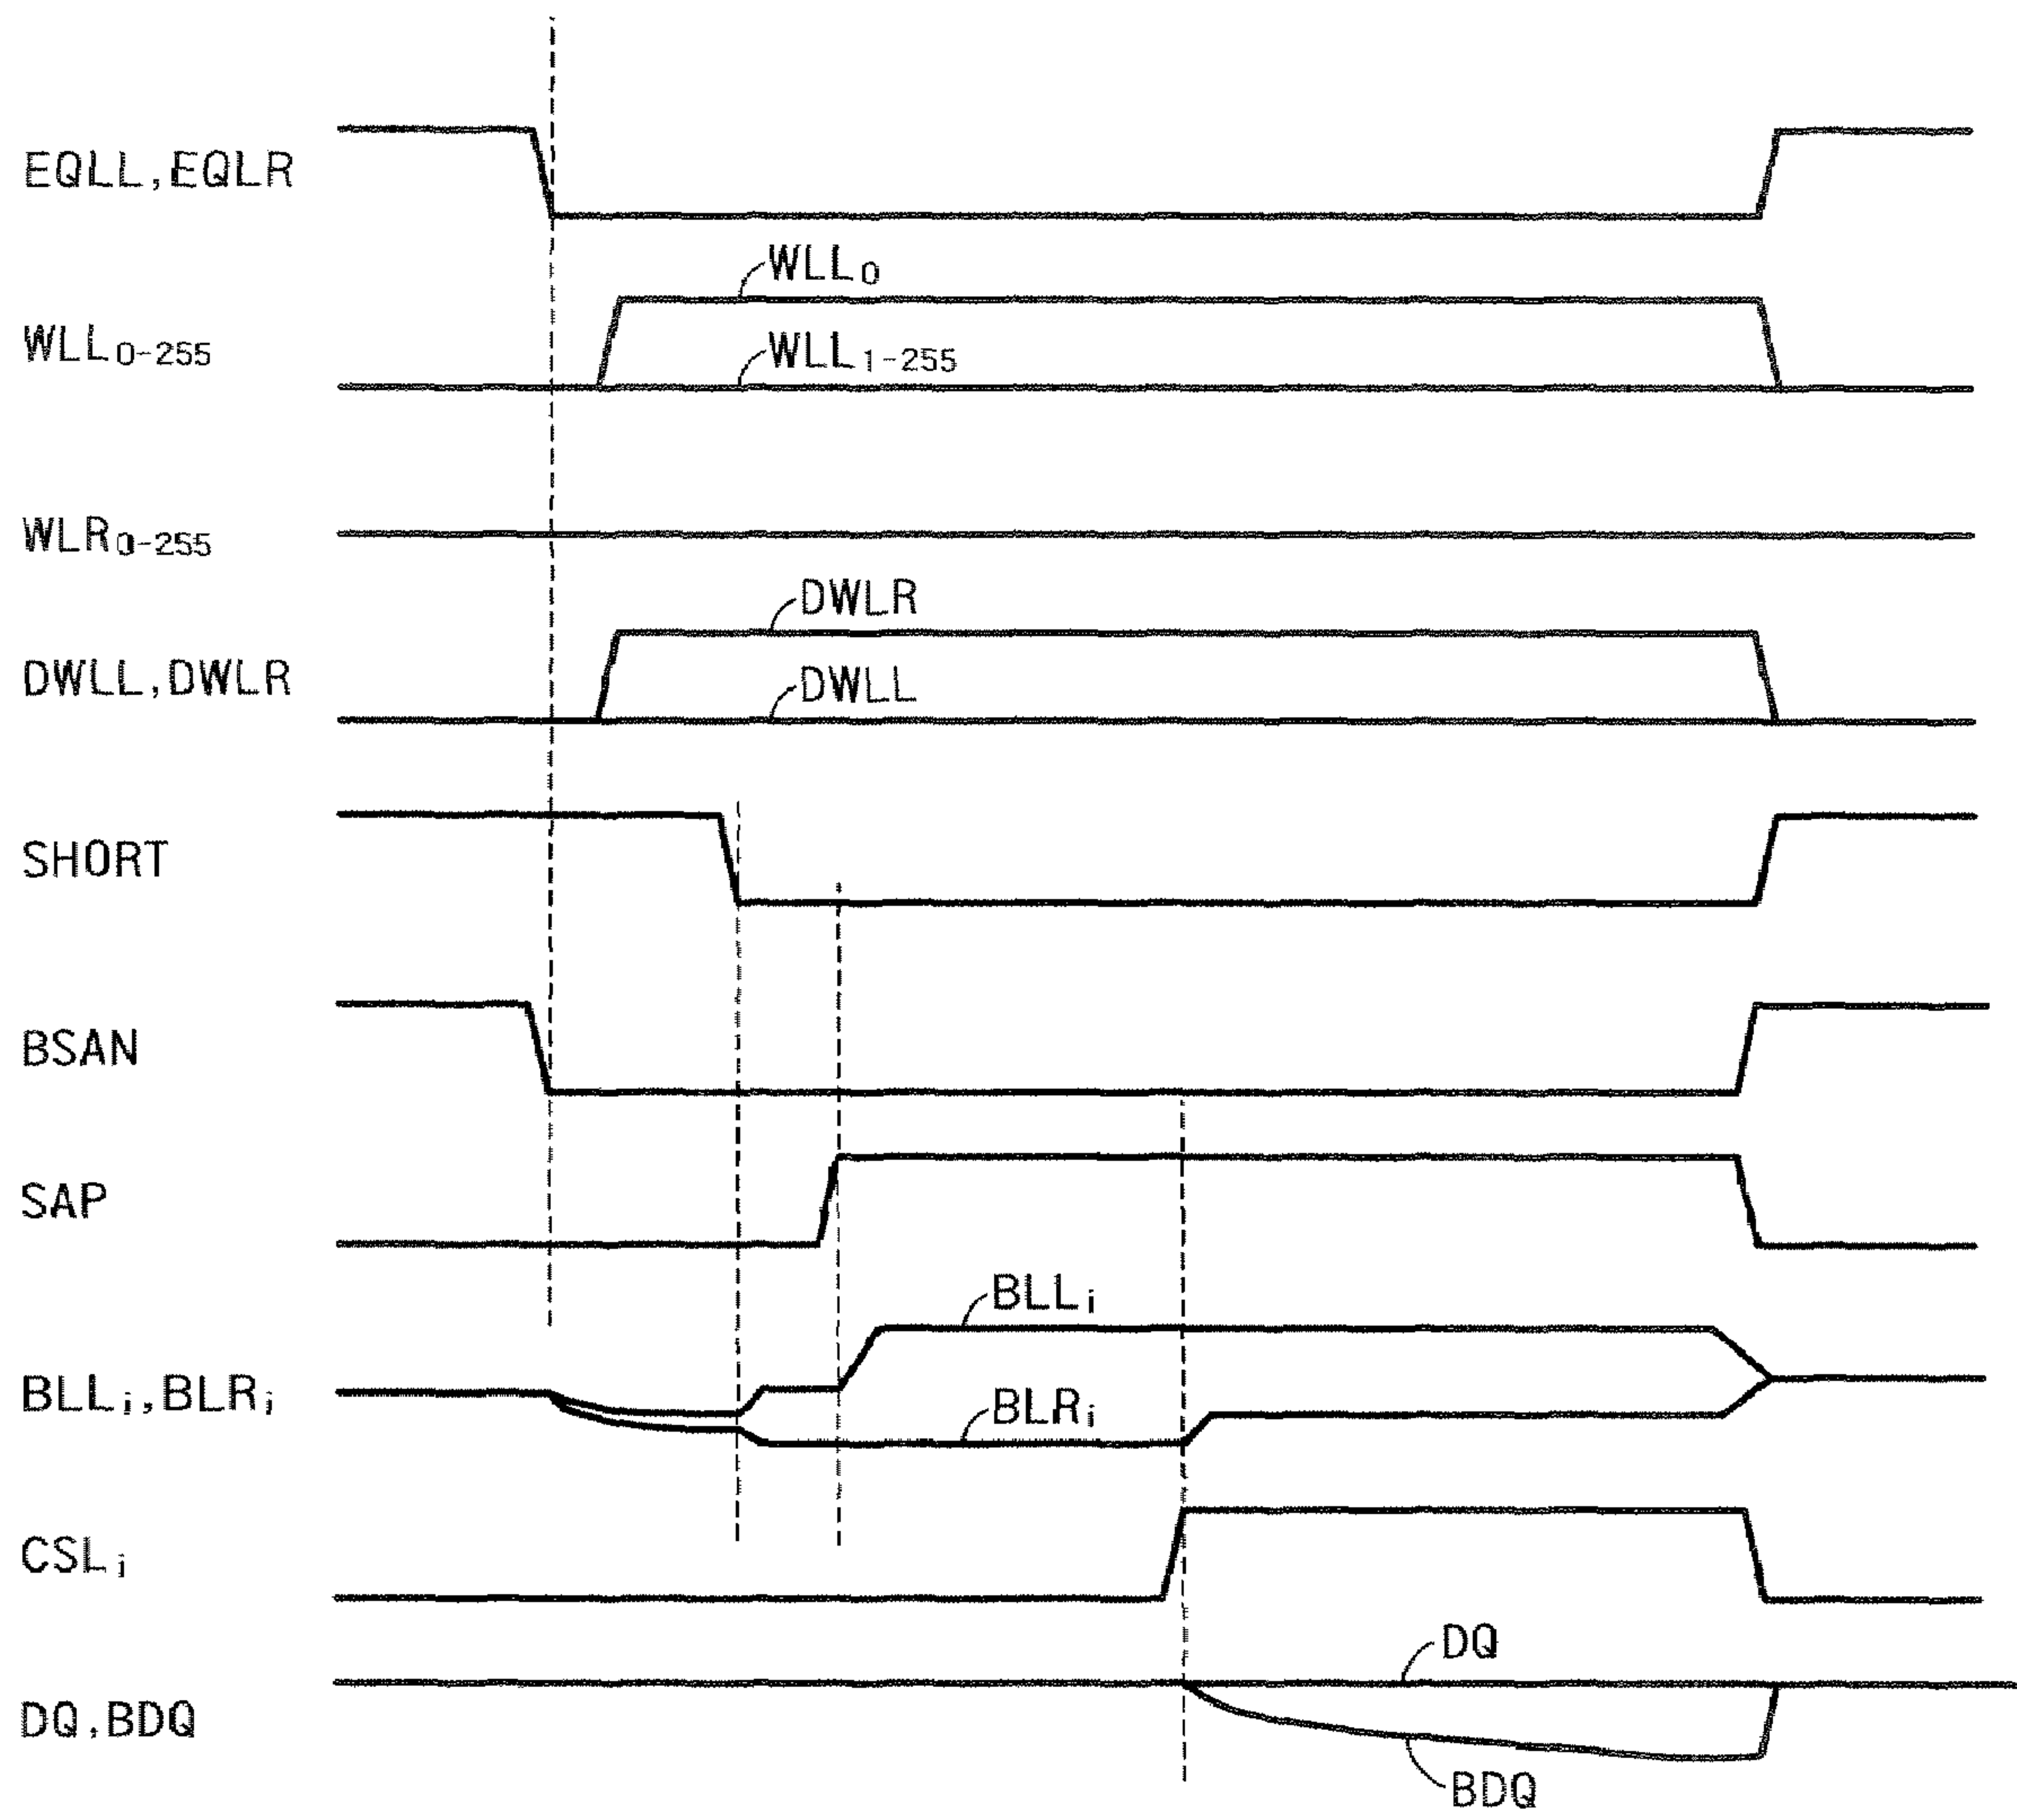 EQLL,EQLR
WLL₀
WLL₀₋₂₅₅
WLL₁₋₂₅₅
WLR₀₋₂₅₅
DWLR
DWLL,DWLR
DWLL
SHORT
BSAN
SAP
BLLᵢ
BLLᵢ,BLRᵢ
BLRᵢ
CSLᵢ
DQ
DQ,BDQ
BDQ